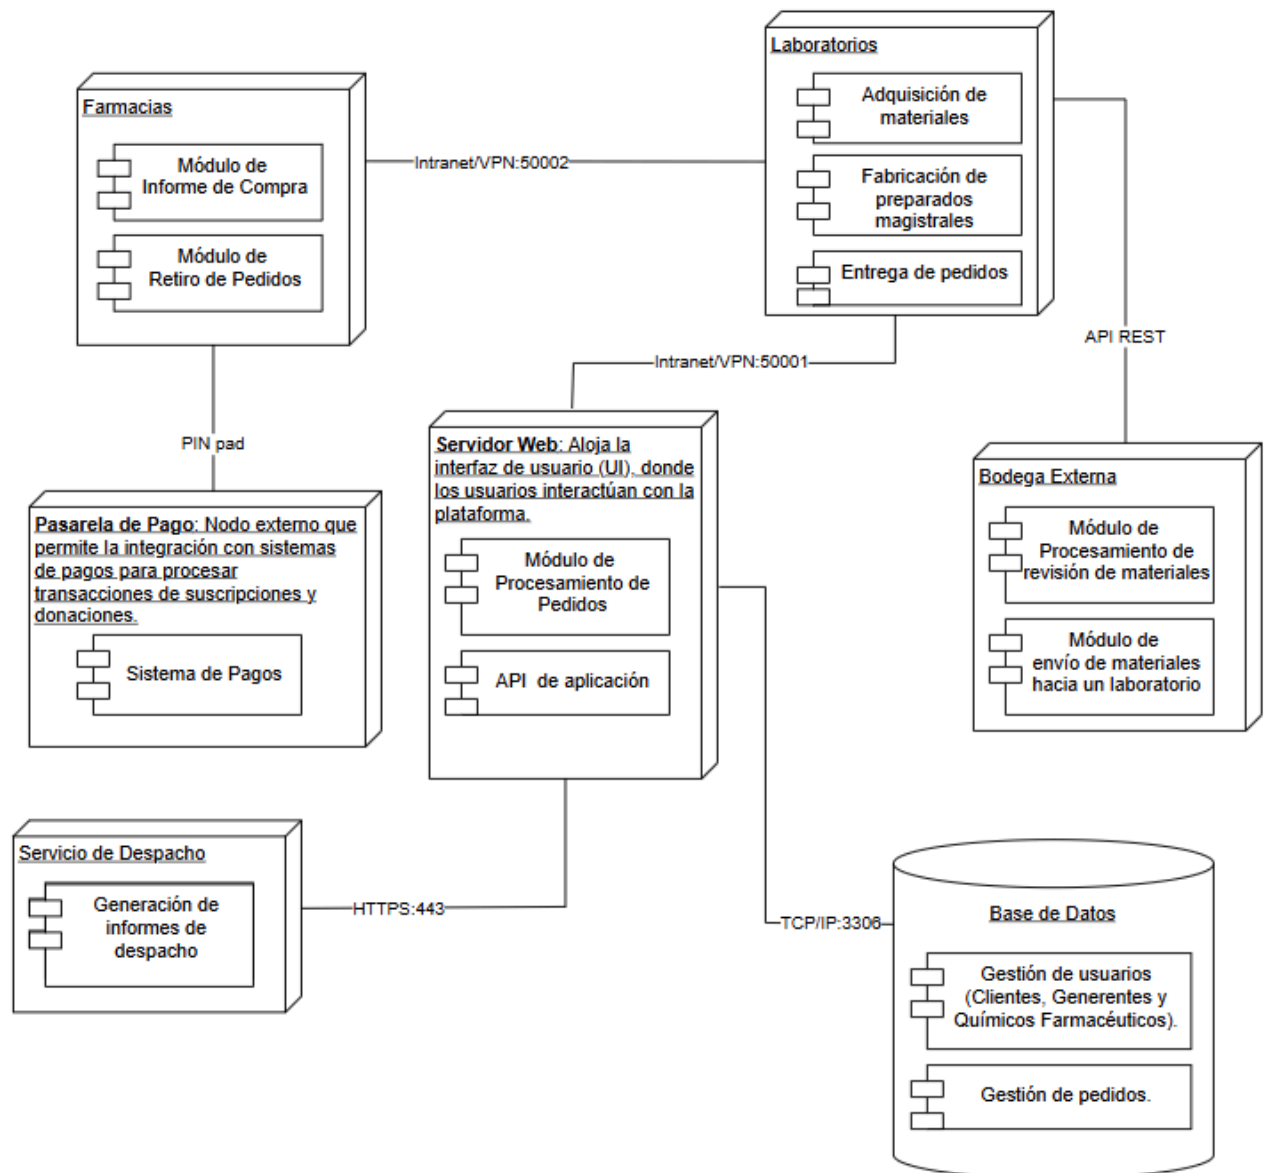 Laboratorios
Adquisición de
materiales
Fabricación de
preparados
magistrales
Entrega de pedidos
Farmacias
Módulo de
Informe de Compra
Módulo de
Retiro de Pedidos
Intranet/VPN:50002
Intranet/VPN:50001
API REST
PIN pad
Pasarela de Pago: Nodo externo que
permite la integración con sistemas
de pagos para procesar
transacciones de suscripciones y
donaciones.
Sistema de Pagos
Servidor Web: Aloja la
interfaz de usuario (UI), donde
los usuarios interactúan con la
plataforma.
Módulo de
Procesamiento de
Pedidos
API de aplicación
Bodega Externa
Módulo de
Procesamiento de
revisión de materiales
Módulo de
envío de materiales
hacia un laboratorio
Servicio de Despacho
Generación de
informes de
despacho
HTTPS:443
TCP/IP:3306
Base de Datos
Gestión de usuarios
(Clientes, Generentes y
Químicos Farmacéuticos).
Gestión de pedidos.